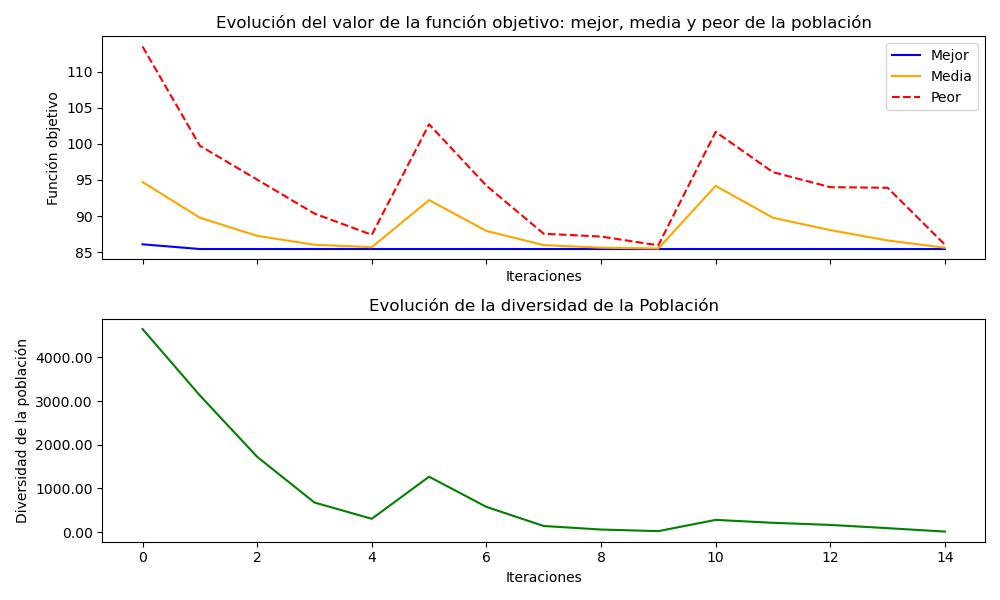 Evolución del valor de la función objetivo: mejor, media y peor de la población
Función objetivo
110
105
100
95
90
85
Mejor
Media
Peor
Iteraciones
Evolución de la diversidad de la Población
Diversidad de la población
4000.00
3000.00
2000.00
1000.00
0.00
0 2 4 6 8 10 12 14
Iteraciones